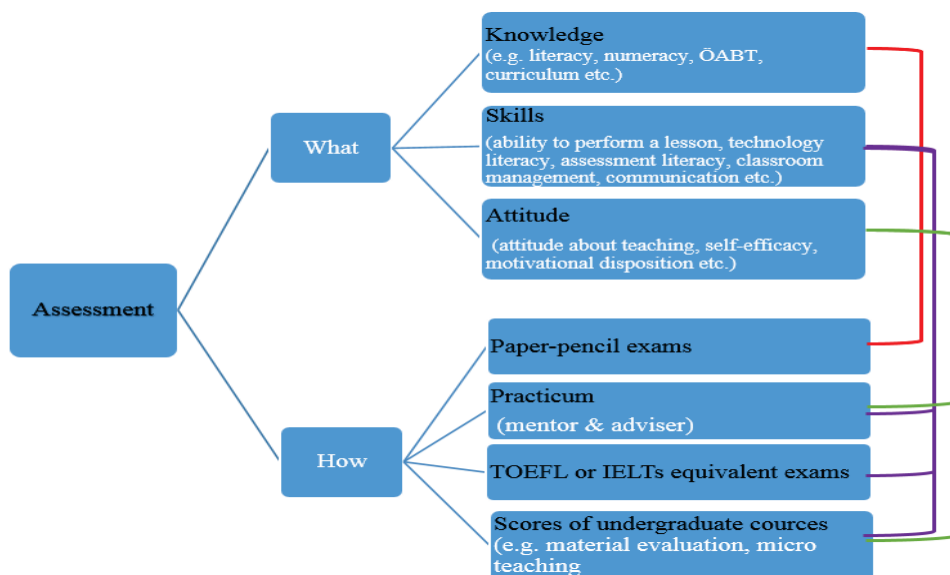 Assessment
What
Knowledge
(e.g. literacy, numeracy, ÖABT,
curriculum etc.)
Skills
(ability to perform a lesson, technology
literacy, assessment literacy, classroom
management, communication etc.)
Attitude
(attitude about teaching, self-efficacy,
motivational disposition etc.)
How
Paper-pencil exams
Practicum
(mentor & adviser)
TOEFL or IELTs equivalent exams
Scores of undergraduate cources
(e.g. material evaluation, micro
teaching